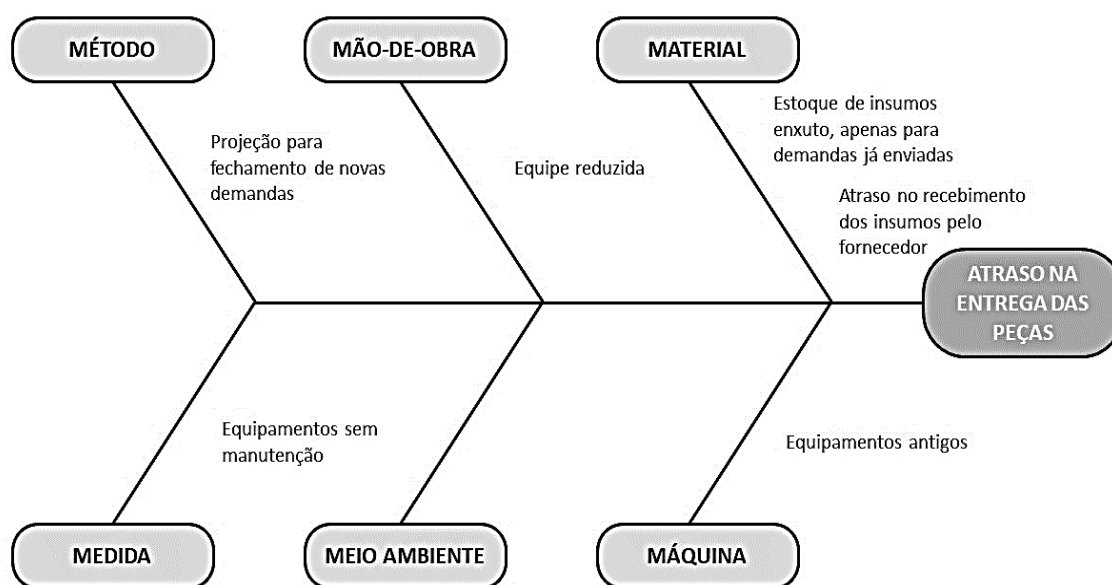 MÉTODO
MÃO-DE-OBRA
MATERIAL
Projeção para
fechamento de novas
demandas
Equipe reduzida
Estoque de insumos
enxuto, apenas para
demandas já enviadas
Atraso no recebimento
dos insumos pelo
fornecedor
ATRASO NA
ENTREGA DAS
PEÇAS
Equipamentos sem
manutenção
Equipamentos antigos
MEDIDA
MEIO AMBIENTE
MÁQUINA